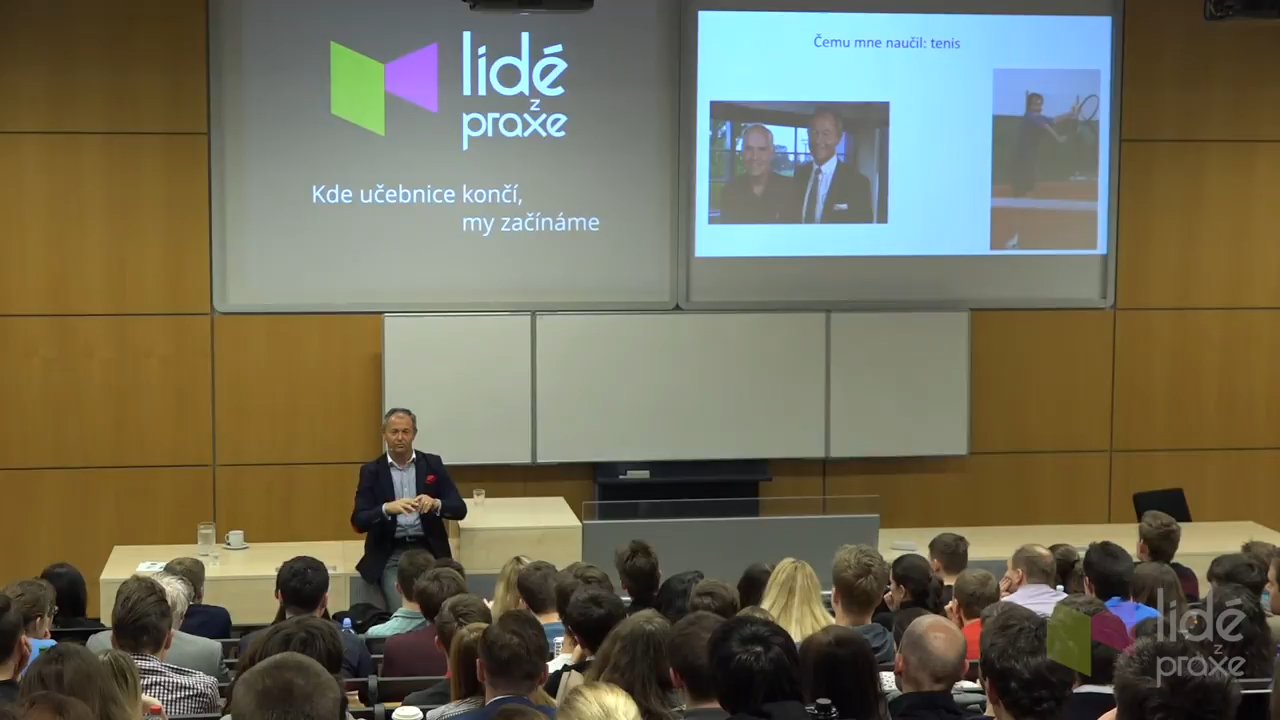 lidé
z
praxe
Kde učebnice končí,
my začínáme
Čemu mne naučil: tenis
lidé
z
praxe